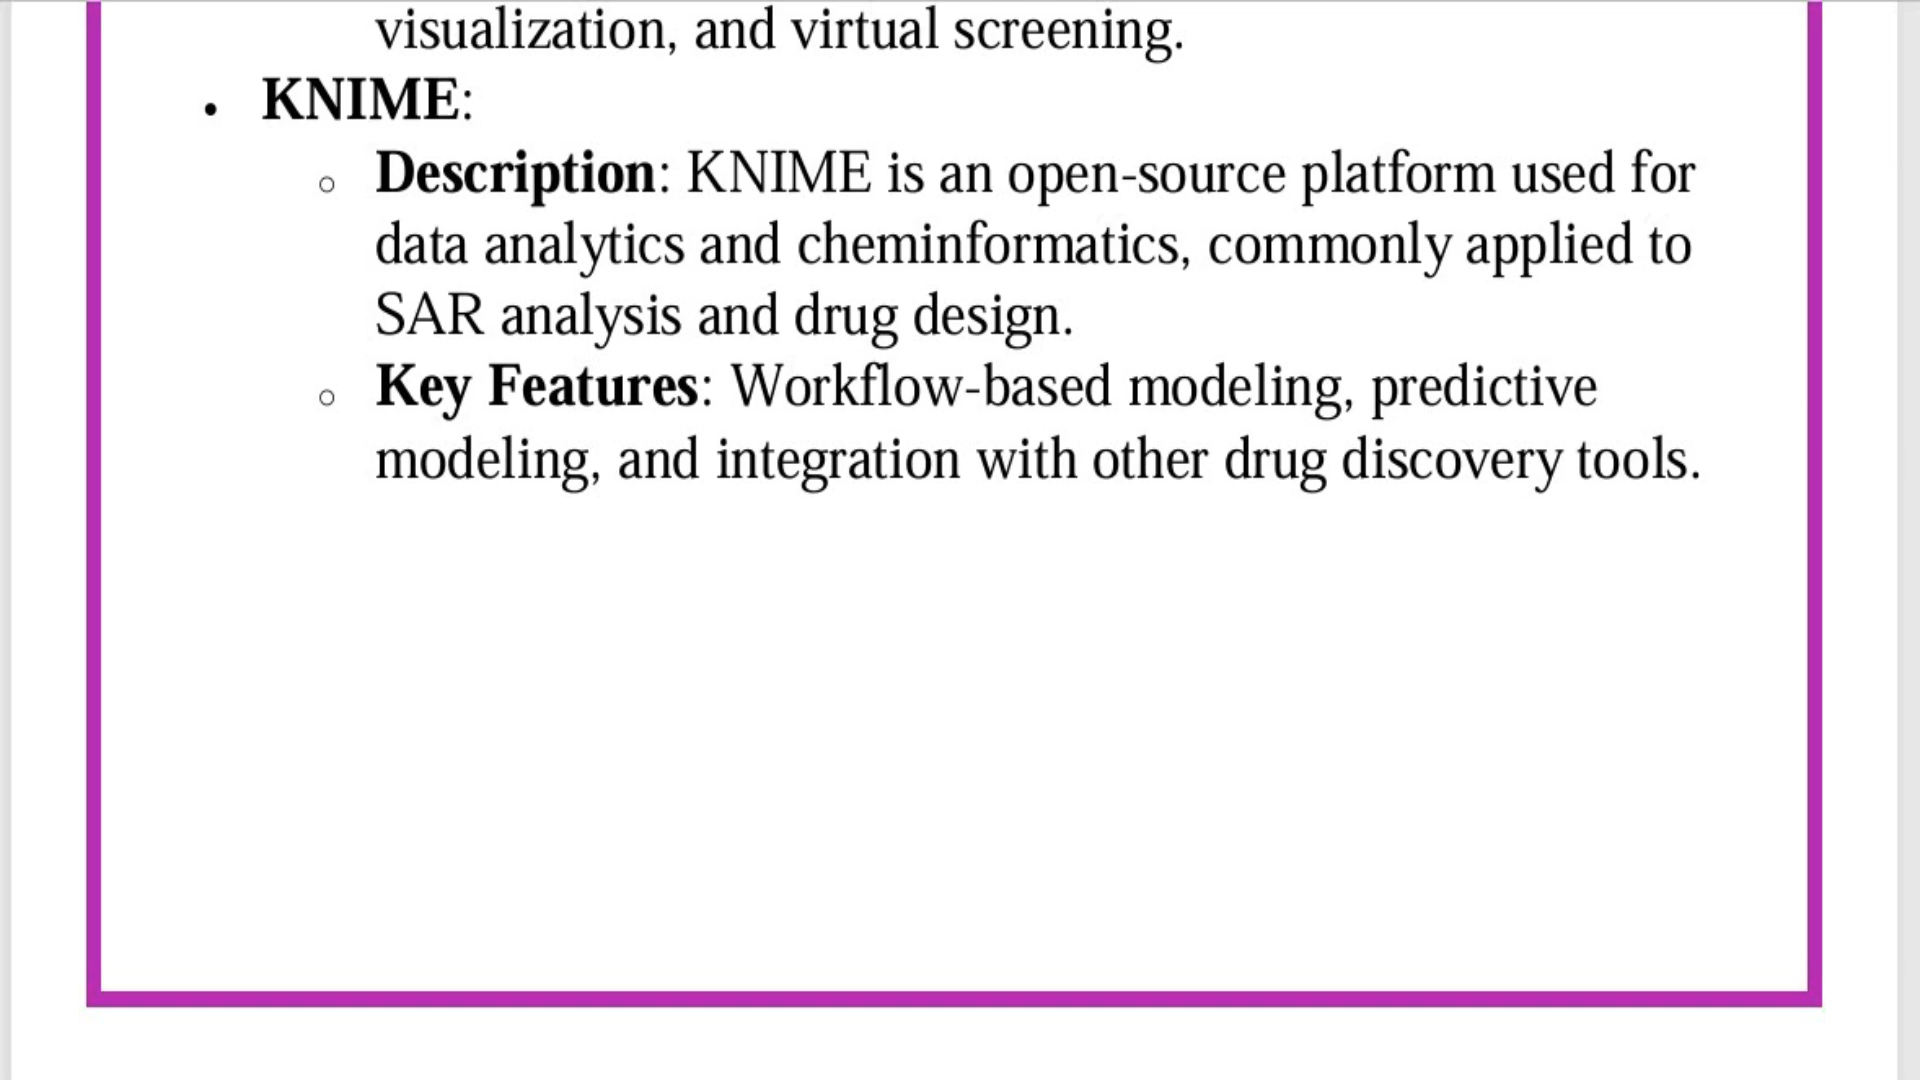 visualization, and virtual screening.
• KNIME:
○ Description: KNIME is an open-source platform used for
data analytics and cheminformatics, commonly applied to
SAR analysis and drug design.
○ Key Features: Workflow-based modeling, predictive
modeling, and integration with other drug discovery tools.